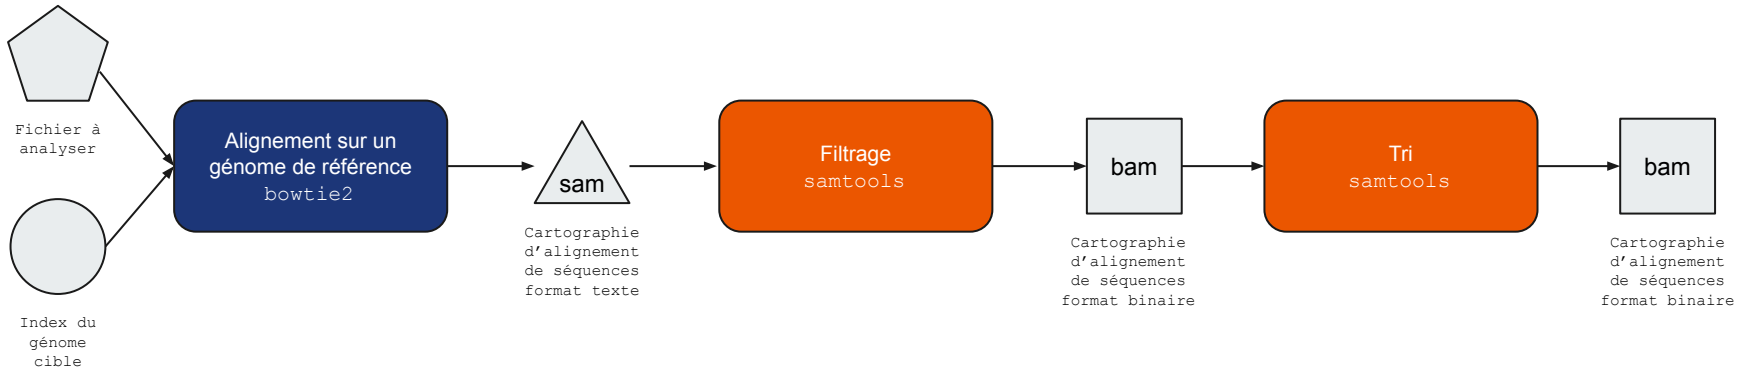 Fichier à
analyser
Index du
génome
cible
Alignement sur un
génome de référence
bowtie2
sam
Cartographie
d’alignement
de séquences
format texte
Filtrage
samtools
bam
Cartographie
d’alignement
de séquences
format binaire
Tri
samtools
bam
Cartographie
d’alignement
de séquences
format binaire